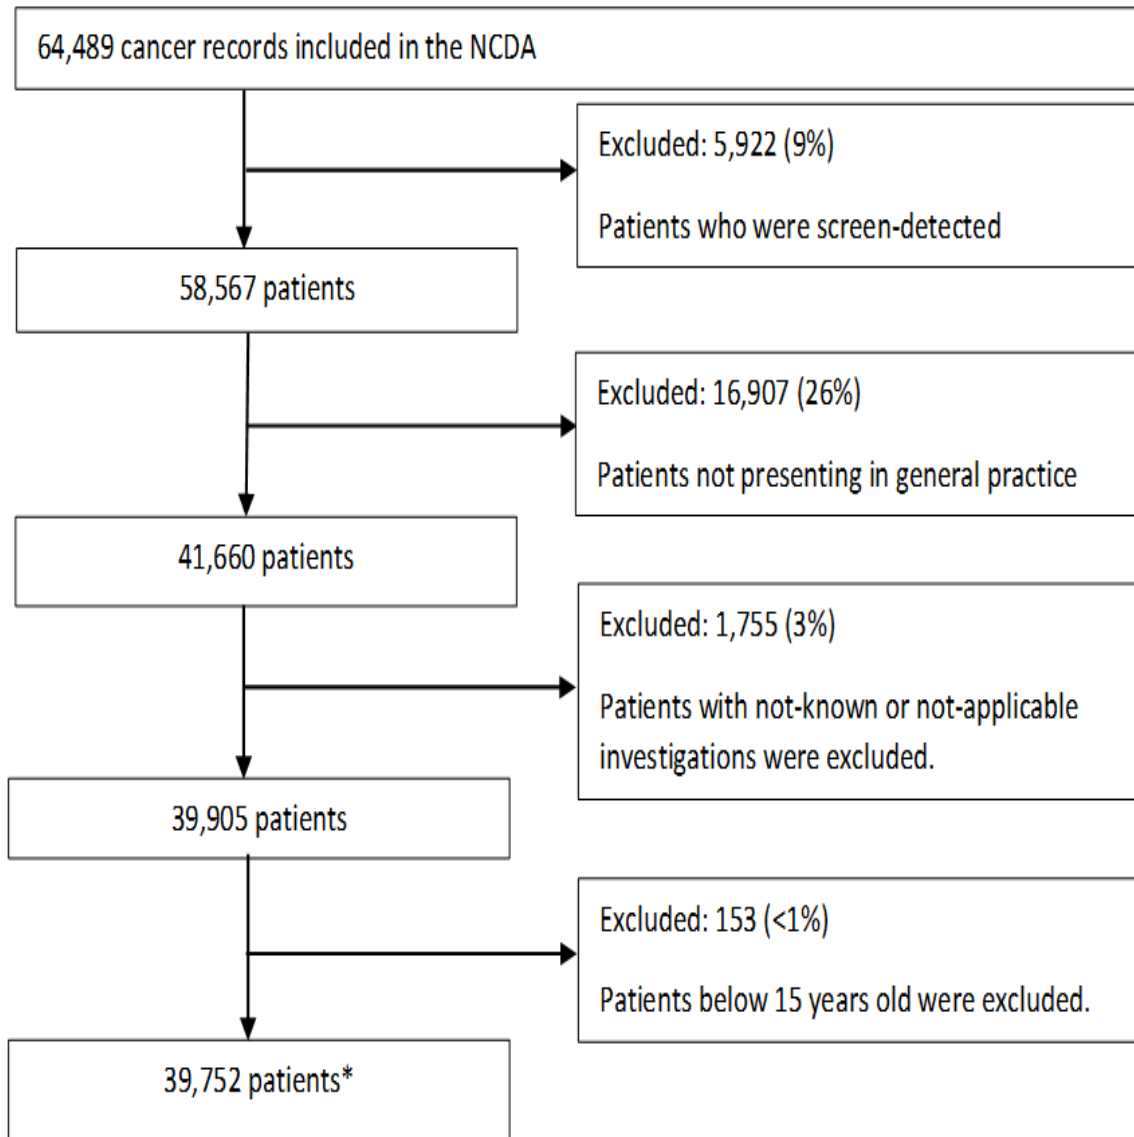 64,489 cancer records included in the NCDA
Excluded: 5,922 (9%)
Patients who were screen-detected
58,567 patients
Excluded: 16,907 (26%)
Patients not presenting in general practice
41,660 patients
Excluded: 1,755 (3%)
Patients with not-known or not-applicable
investigations were excluded.
39,905 patients
Excluded: 153 (<1%)
Patients below 15 years old were excluded.
39,752 patients*